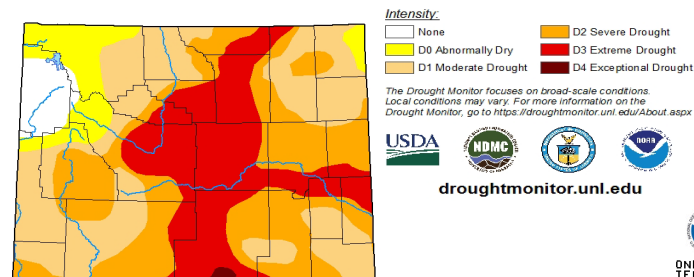 Intensity:
None
D0 Abnormally Dry
D1 Moderate Drought
D2 Severe Drought
D3 Extreme Drought
D4 Exceptional Drought
The Drought Monitor focuses on broad-scale conditions.
Local conditions may vary. For more information on the
Drought Monitor, go to https://droughtmonitor.unl.edu/About.aspx
USDA
NDMC
NOAA
droughtmonitor.unl.edu